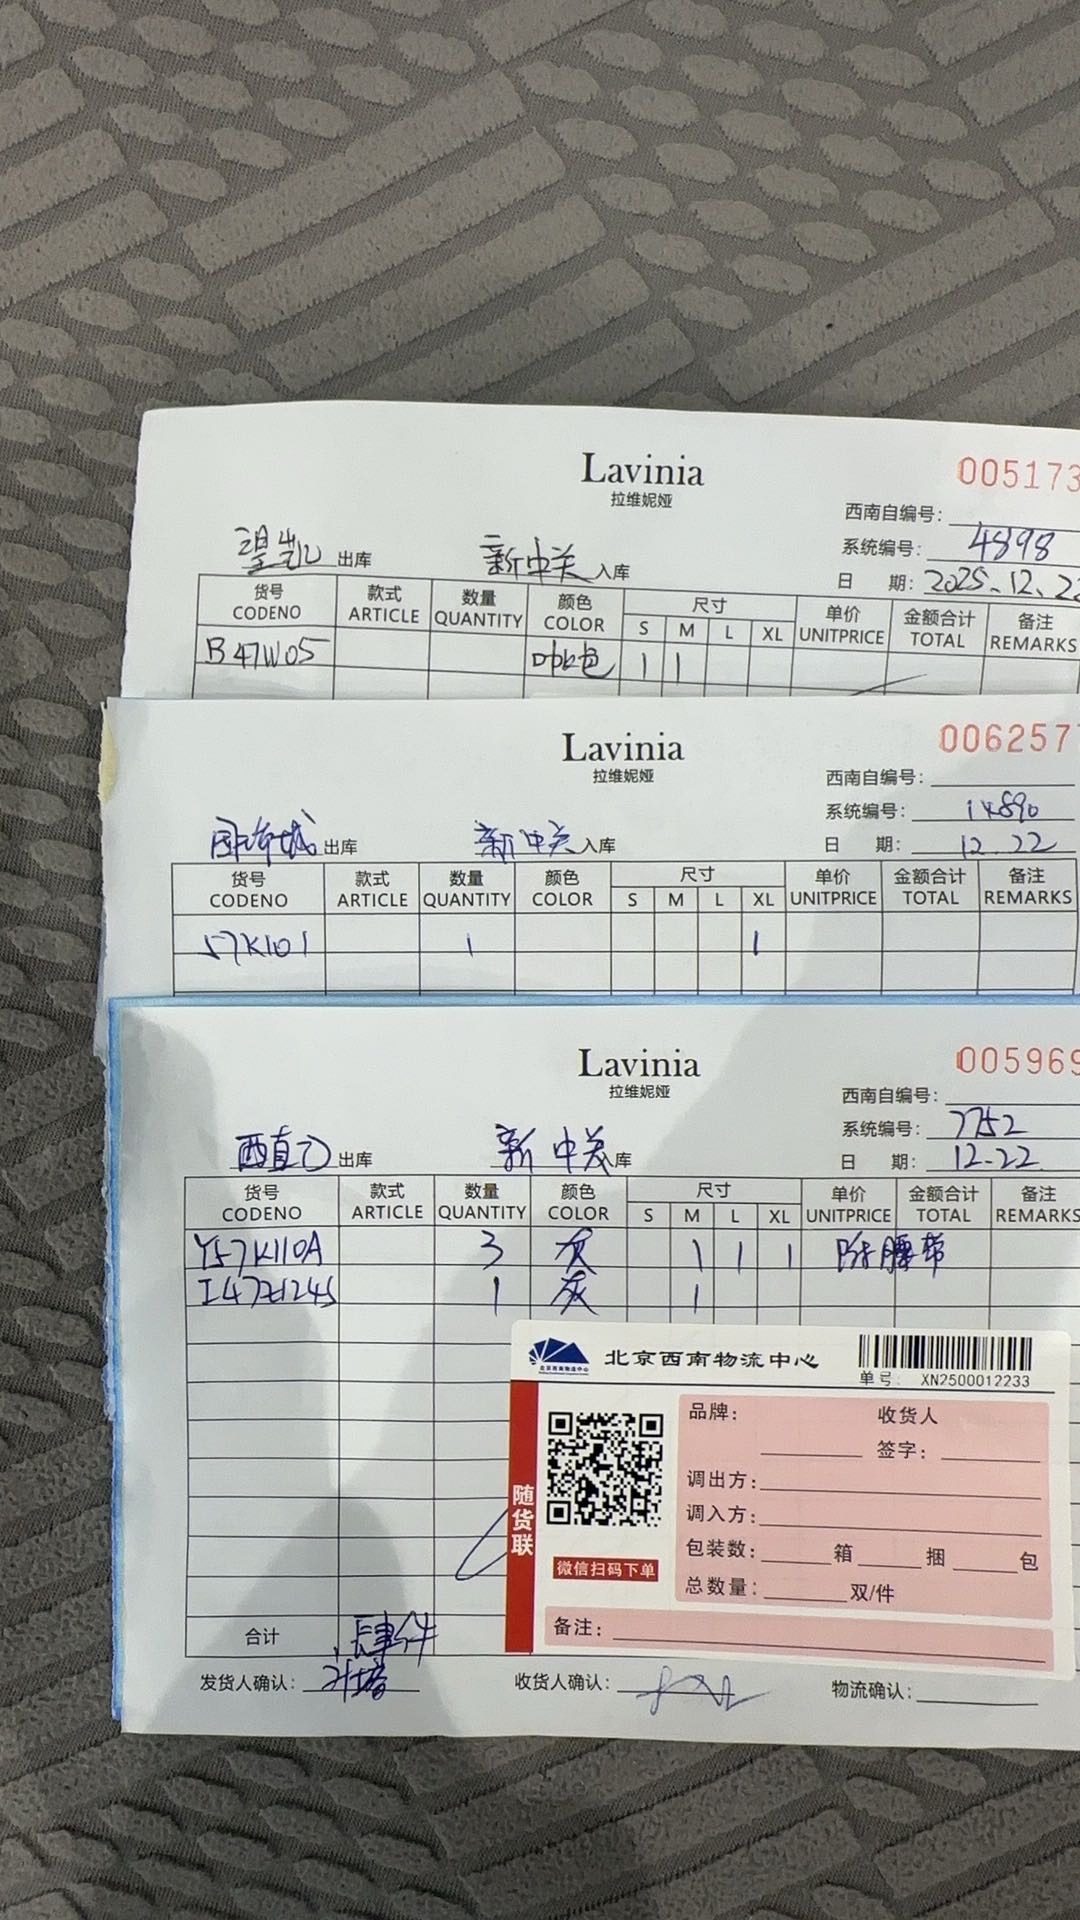 Lavinia
拉维妮娅
005173
西南自编号：
系统编号：4898
望凯出库 新中关入库
日 期：2025.12.22
货号 款式 数量 颜色 尺寸 单价 金额合计 备注
CODENO ARTICLE QUANTITY COLOR S M L XL UNITPRICE TOTAL REMARKS
B47W05 咖色 1 1
Lavinia
拉维妮娅
006257
西南自编号：
系统编号：14890
出库 新中关入库
日 期：12.22
货号 款式 数量 颜色 尺寸 单价 金额合计 备注
CODENO ARTICLE QUANTITY COLOR S M L XL UNITPRICE TOTAL REMARKS
57K101 1 1
Lavinia
拉维妮娅
005969
西南自编号：
系统编号：7752
西直门出库 新中关库
日 期：12.22
货号 款式 数量 颜色 尺寸 单价 金额合计 备注
CODENO ARTICLE QUANTITY COLOR S M L XL UNITPRICE TOTAL REMARKS
Y57K110A 3 灰 1 1 1 附腰带
I47Z1245 1 灰 1
北京西南物流中心
单号 XN2500012233
品牌： 收货人
签字：
调出方：
调入方：
包装数： 箱 捆 包
总数量： 双/件
随货联
微信扫码下单
备注：
合计 肆件
发货人确认： 收货人确认： 物流确认：